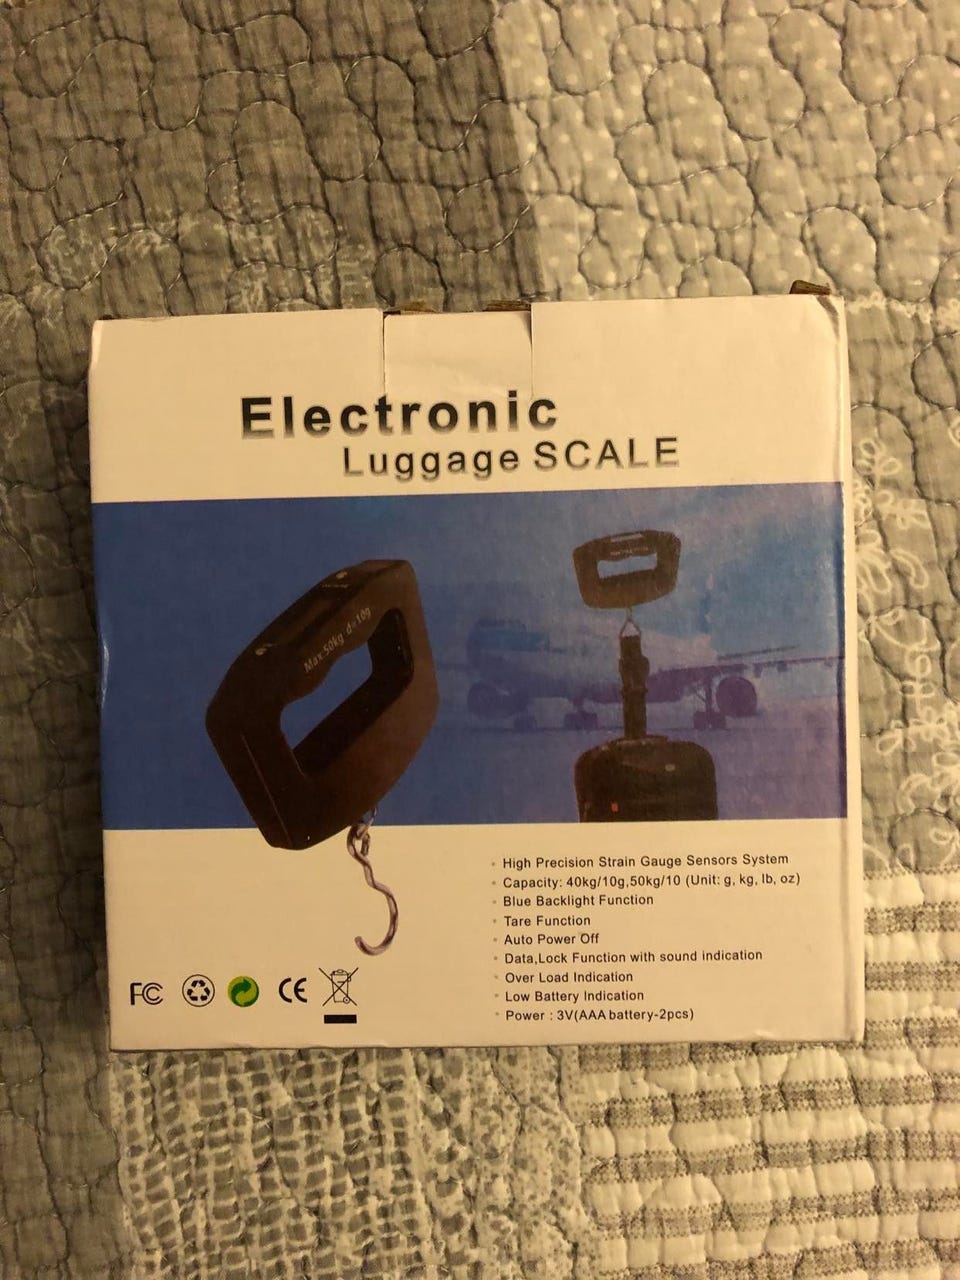 Electronic
Luggage SCALE
Max:50kg d=10g
High Precision Strain Gauge Sensors System
Capacity: 40kg/10g,50kg/10 (Unit: g, kg, lb, oz)
Blue Backlight Function
Tare Function
Auto Power Off
Data,Lock Function with sound indication
Over Load Indication
Low Battery Indication
Power : 3V(AAA battery-2pcs)
FC
CE